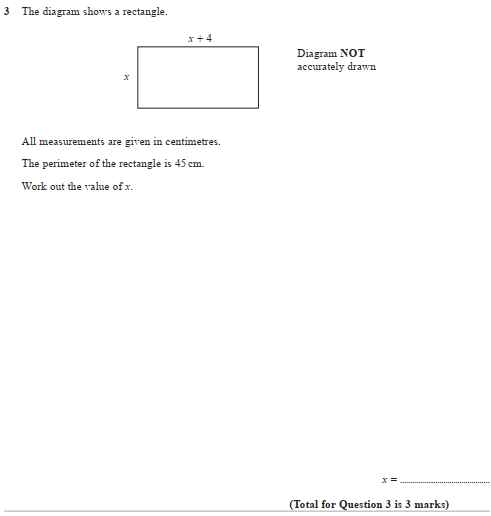 3 The diagram shows a rectangle.
x + 4
Diagram NOT
accurately drawn
x
All measurements are given in centimetres.
The perimeter of the rectangle is 45 cm.
Work out the value of x.
x = ........................................
(Total for Question 3 is 3 marks)